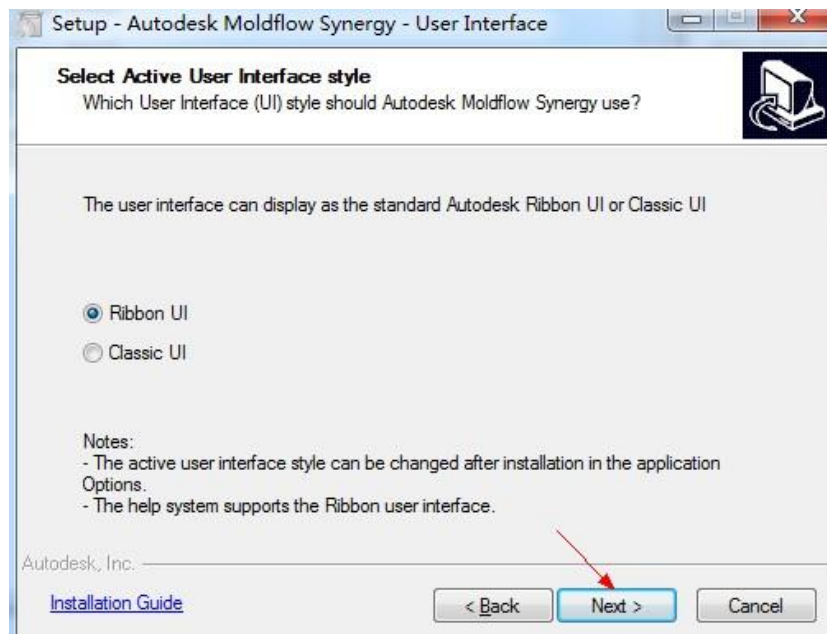 Setup - Autodesk Moldflow Synergy - User Interface
Select Active User Interface style
Which User Interface (UI) style should Autodesk Moldflow Synergy use?
The user interface can display as the standard Autodesk Ribbon UI or Classic UI
Ribbon UI
Classic UI
Notes:
- The active user interface style can be changed after installation in the application
Options.
- The help system supports the Ribbon user interface.
Autodesk, Inc.
Installation Guide
< Back
Next >
Cancel